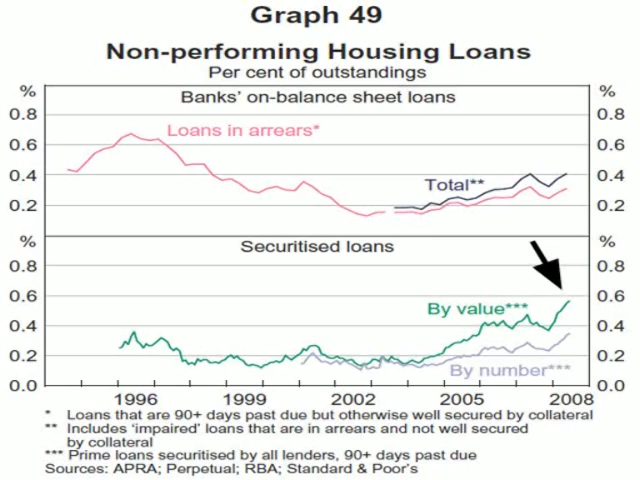 Graph 49
Non-performing Housing Loans
Per cent of outstandings
% Banks' on-balance sheet loans %
0.8 0.8
Loans in arrears*
0.6 0.6
0.4 Total** 0.4
0.2 0.2
% Securitised loans %
0.8 0.8
0.6 0.6
By value***
0.4 0.4
0.2 0.2
By number***
0.0 0.0
1996 1999 2002 2005 2008
* Loans that are 90+ days past due but otherwise well secured by collateral
** Includes 'impaired' loans that are in arrears and not well secured
by collateral
*** Prime loans securitised by all lenders, 90+ days past due
Sources: APRA; Perpetual; RBA; Standard & Poor's